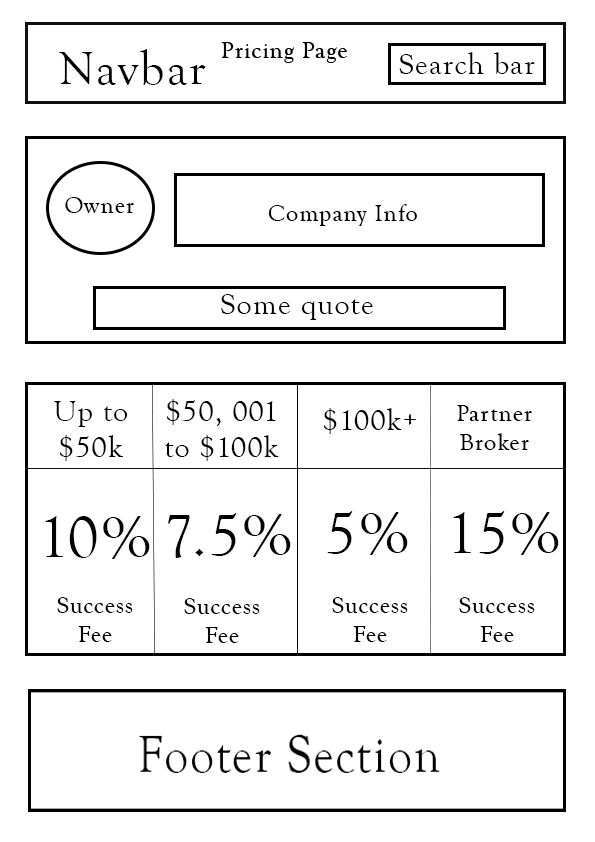 Navbar Pricing Page Search bar
Owner
Company Info
Some quote
Up to
$50k
$50, 001
to $100k
$100k+
Partner
Broker
10%
7.5%
5%
15%
Success
Fee
Success
Fee
Success
Fee
Success
Fee
Footer Section